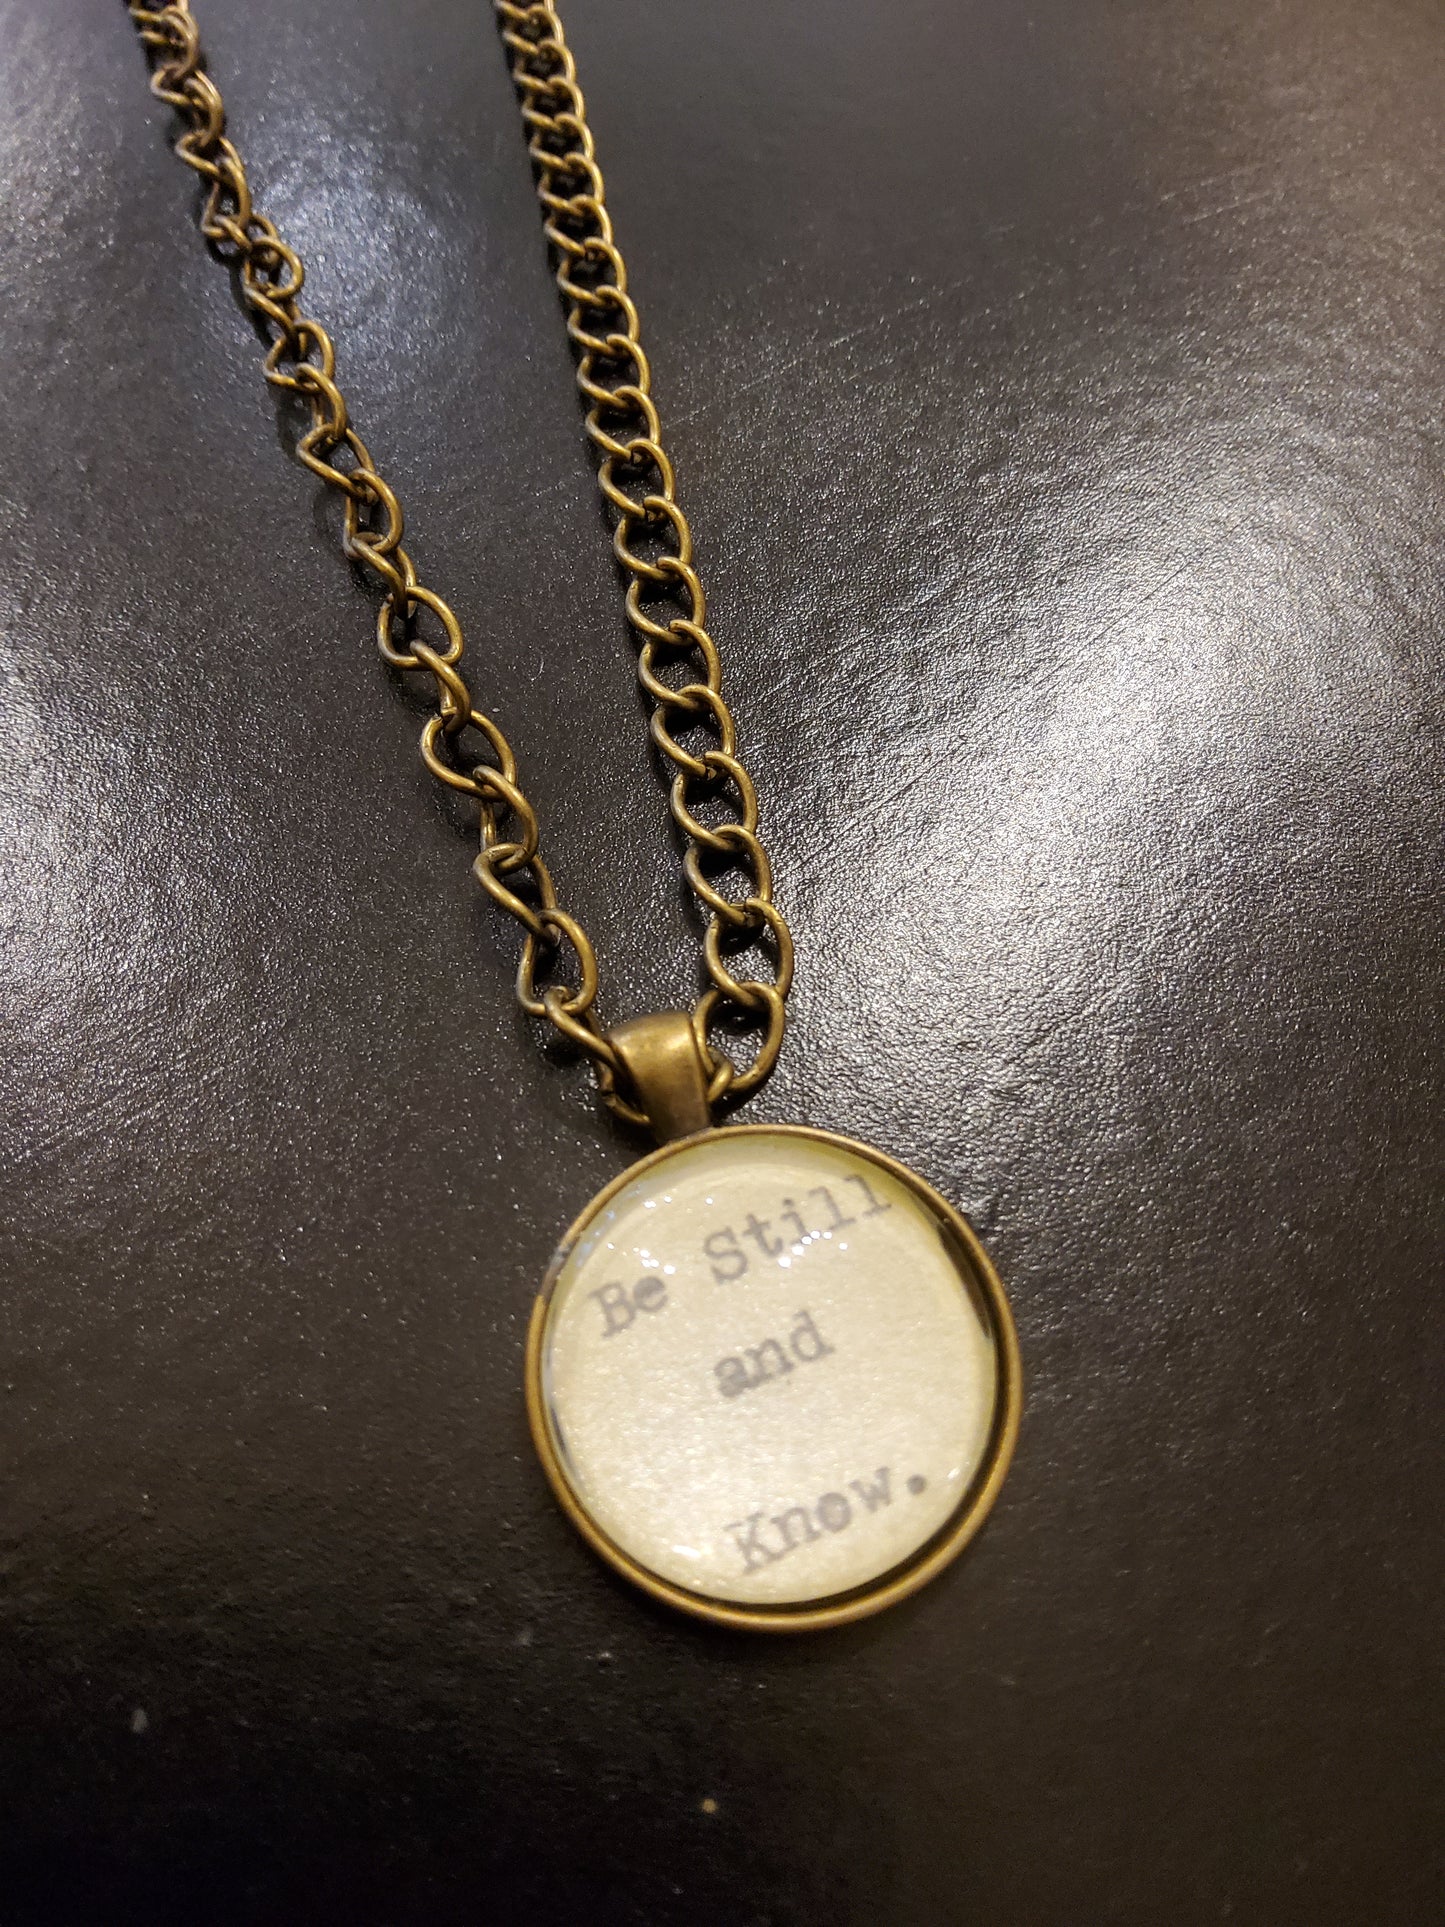 Be Still
and
Know.